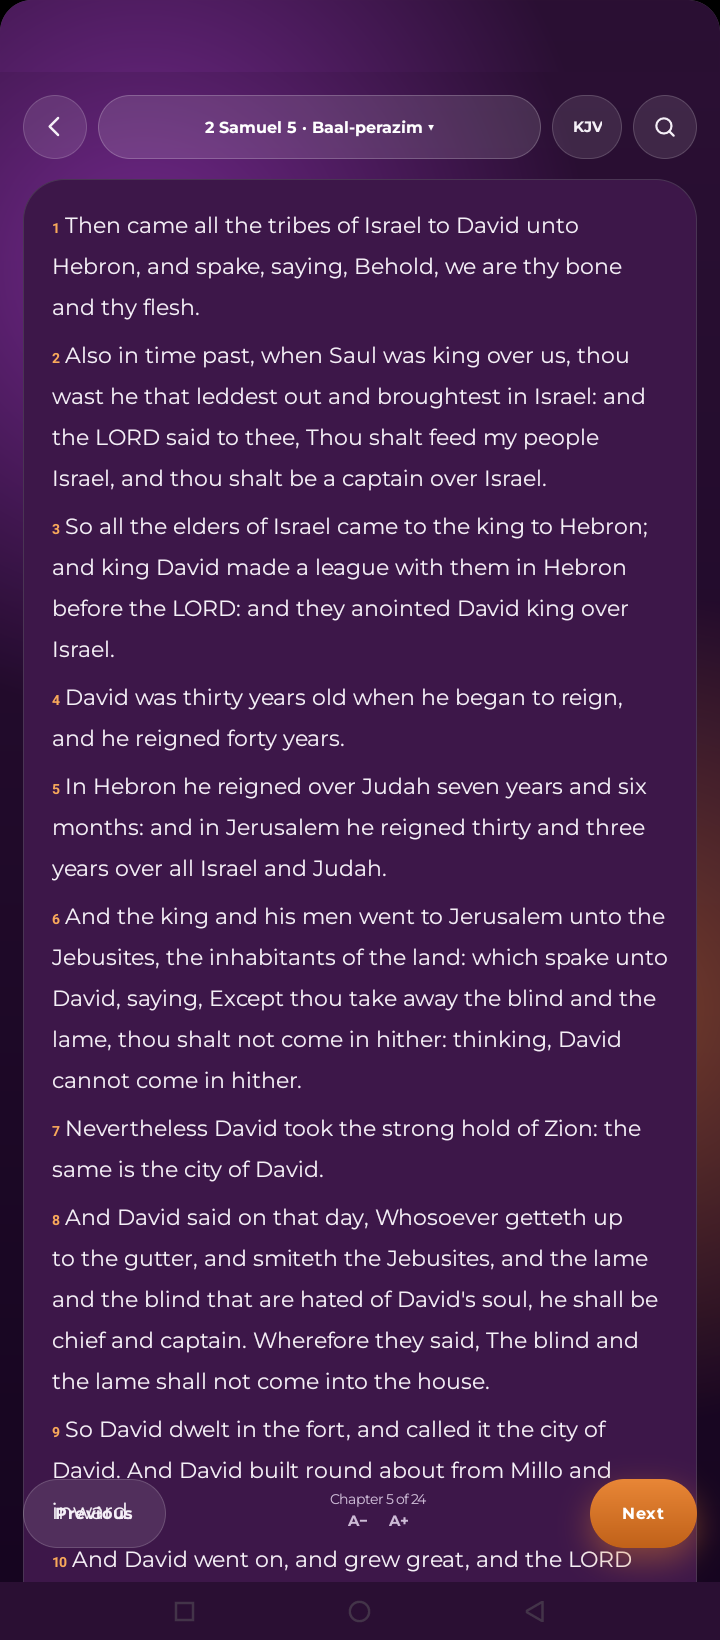 2 Samuel 5 · Baal-perazim ▾
KJV
1 Then came all the tribes of Israel to David unto
Hebron, and spake, saying, Behold, we are thy bone
and thy flesh.
2 Also in time past, when Saul was king over us, thou
wast he that leddest out and broughtest in Israel: and
the LORD said to thee, Thou shalt feed my people
Israel, and thou shalt be a captain over Israel.
3 So all the elders of Israel came to the king to Hebron;
and king David made a league with them in Hebron
before the LORD: and they anointed David king over
Israel.
4 David was thirty years old when he began to reign,
and he reigned forty years.
5 In Hebron he reigned over Judah seven years and six
months: and in Jerusalem he reigned thirty and three
years over all Israel and Judah.
6 And the king and his men went to Jerusalem unto the
Jebusites, the inhabitants of the land: which spake unto
David, saying, Except thou take away the blind and the
lame, thou shalt not come in hither: thinking, David
cannot come in hither.
7 Nevertheless David took the strong hold of Zion: the
same is the city of David.
8 And David said on that day, Whosoever getteth up
to the gutter, and smiteth the Jebusites, and the lame
and the blind that are hated of David's soul, he shall be
chief and captain. Wherefore they said, The blind and
the lame shall not come into the house.
9 So David dwelt in the fort, and called it the city of
David. And David built round about from Millo and
inward.
Previous
Chapter 5 of 24
A− A+
Next
10 And David went on, and grew great, and the LORD